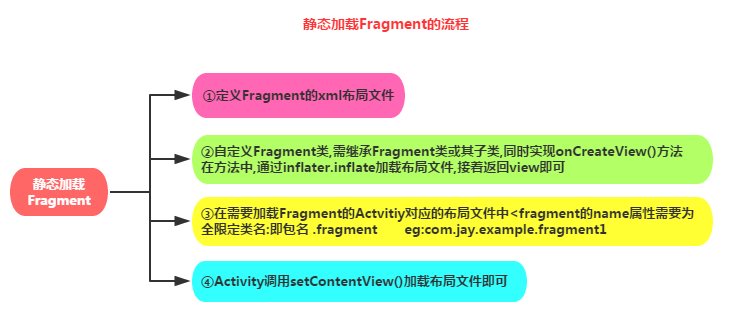 静态加载Fragment的流程
静态加载
Fragment
①定义Fragment的xml布局文件
②自定义Fragment类,需继承Fragment类或其子类,同时实现onCreateView()方法
在方法中,通过inflater.inflate加载布局文件,接着返回view即可
③在需要加载Fragment的Actvitiy对应的布局文件中<fragment的name属性需要为
全限定类名:即包名 .fragment eg:com.jay.example.fragment1
④Activity调用setContentView()加载布局文件即可